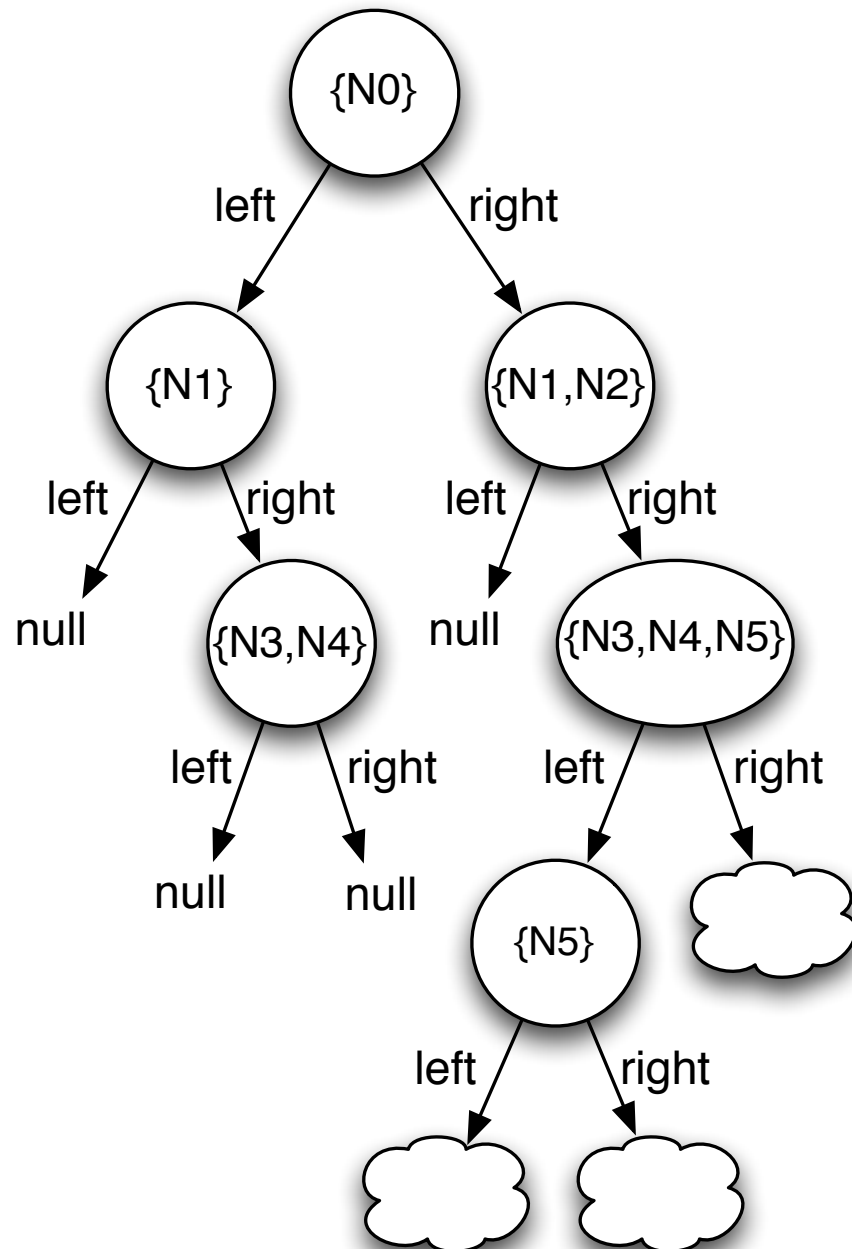 {N0}
left right
{N1} {N1,N2}
left right left right
null {N3,N4} null {N3,N4,N5}
left right left right
null null
{N5}
left right